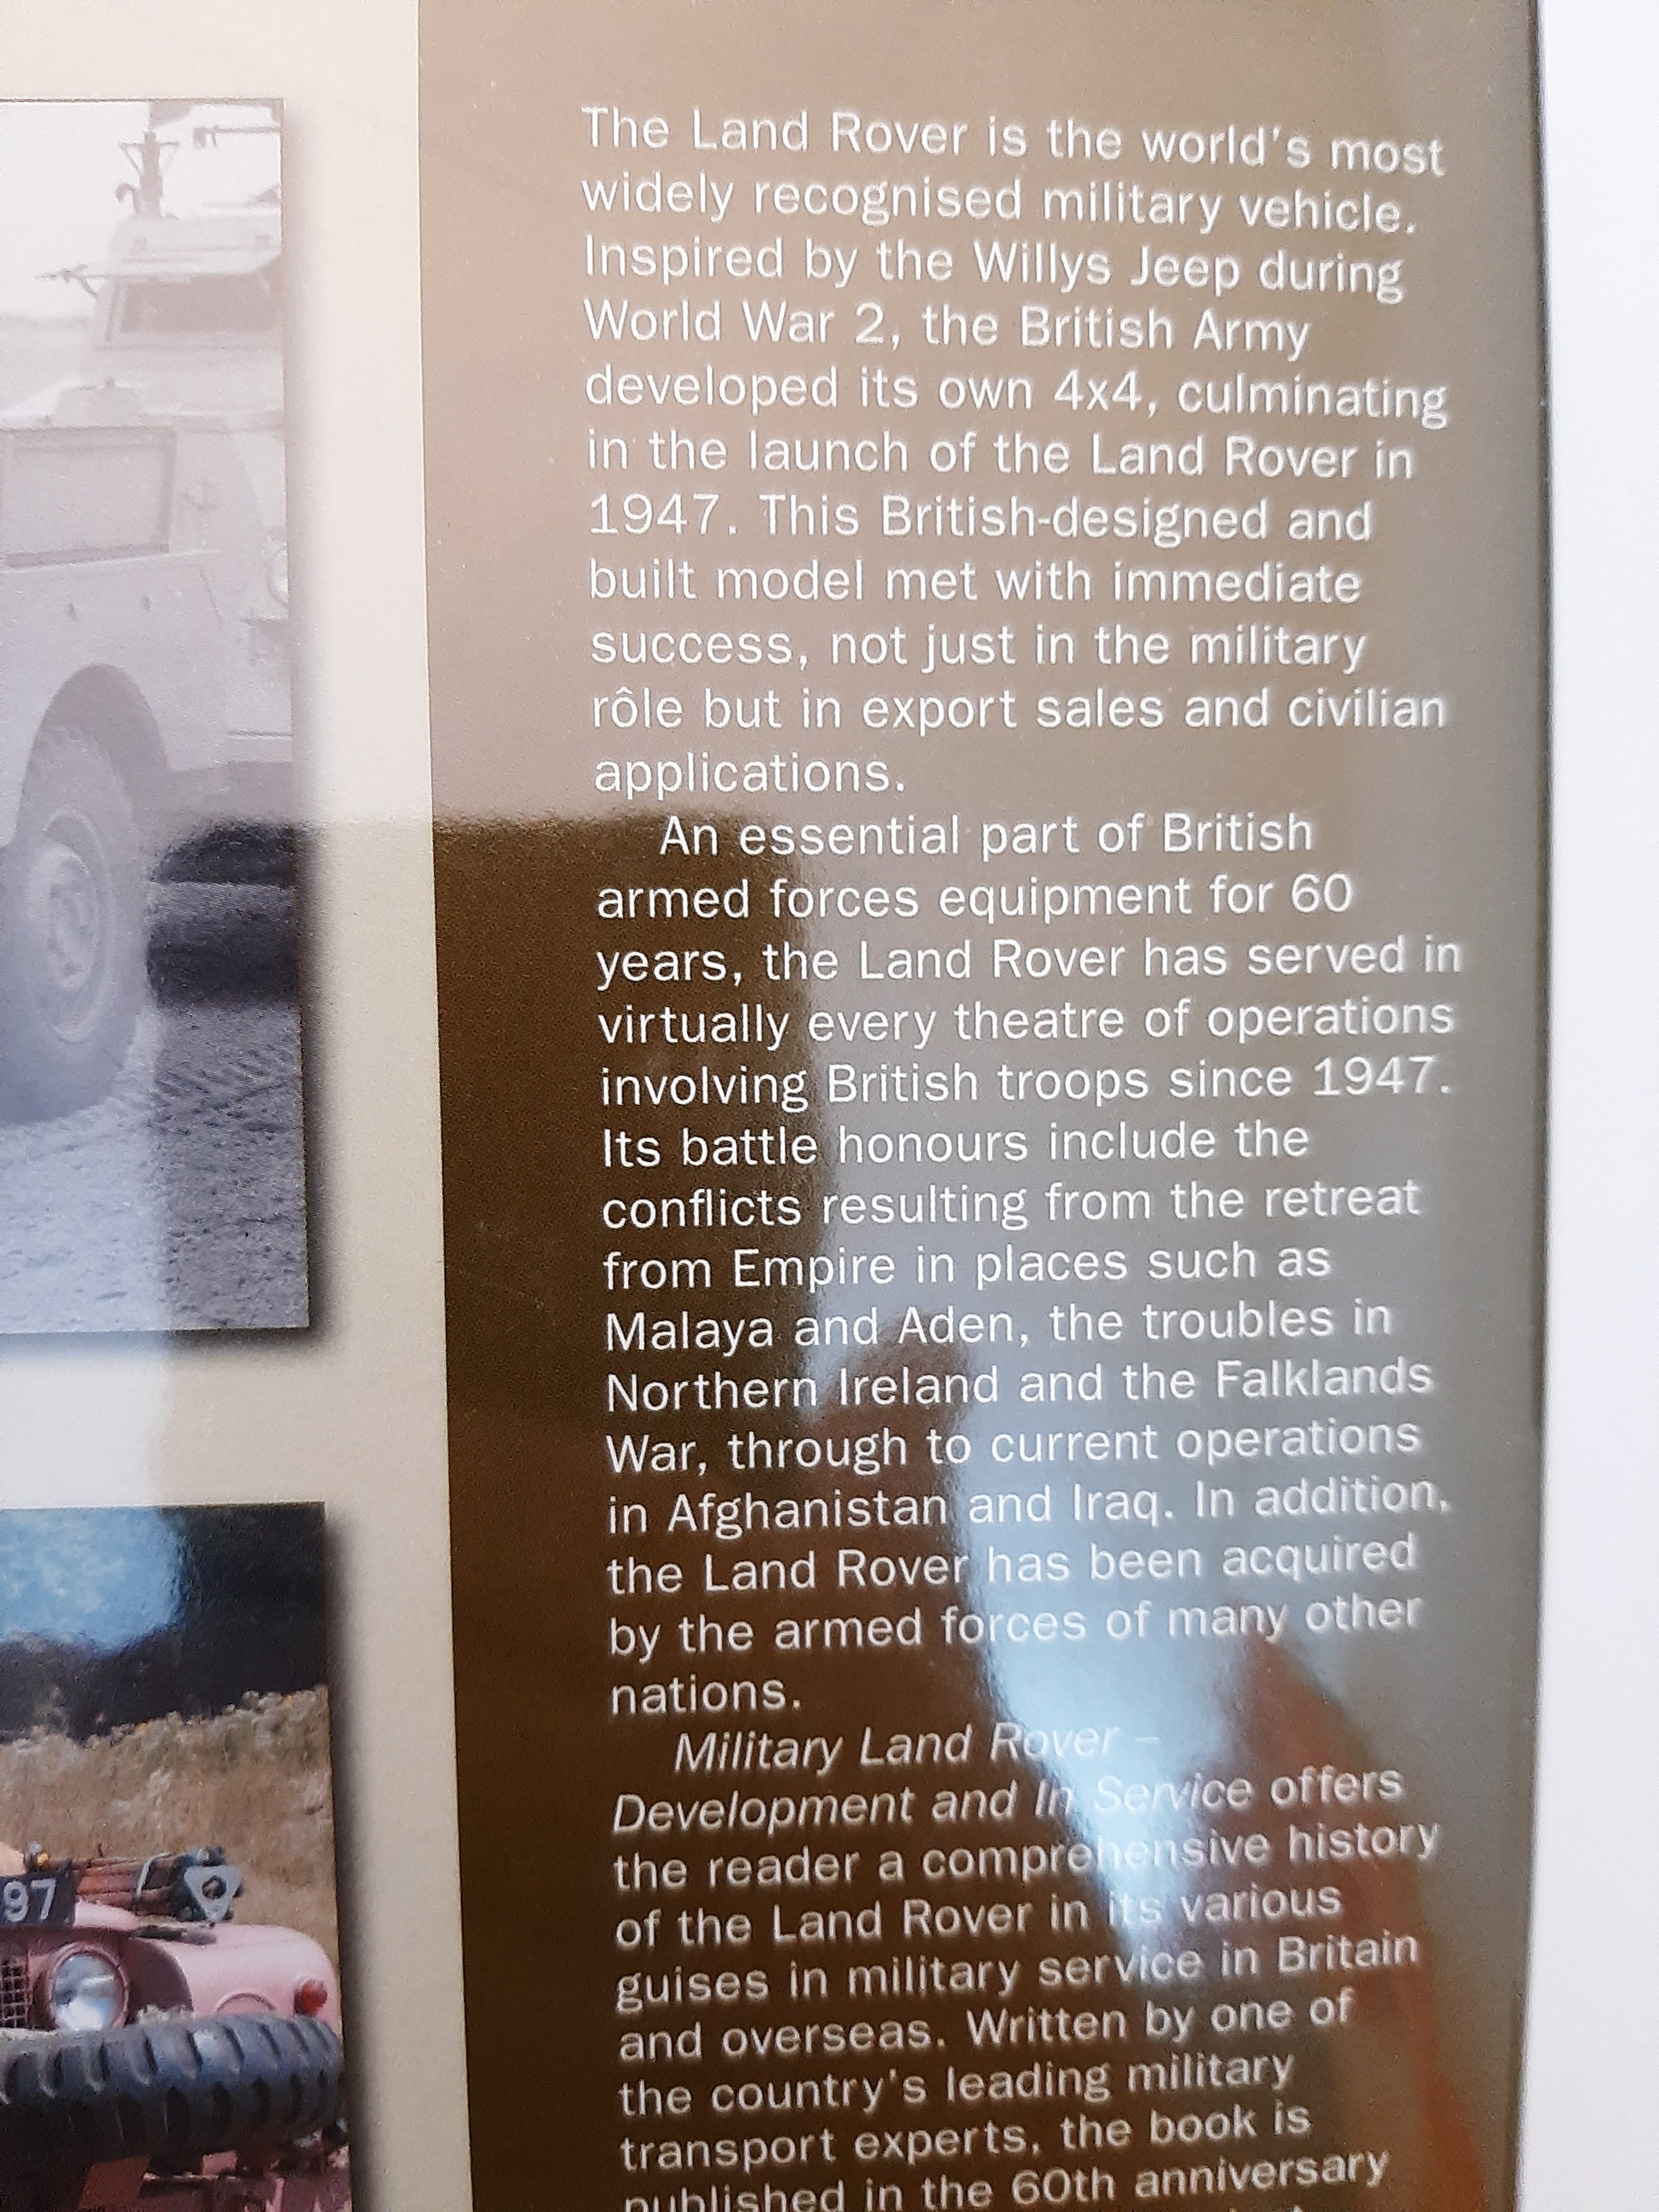 The Land Rover is the world's most
widely recognised military vehicle.
Inspired by the Willys Jeep during
World War 2, the British Army
developed its own 4x4, culminating
in the launch of the Land Rover in
1947. This British-designed and
built model met with immediate
success, not just in the military
rôle but in export sales and civilian
applications.
An essential part of British
armed forces equipment for 60
years, the Land Rover has served in
virtually every theatre of operations
involving British troops since 1947.
Its battle honours include the
conflicts resulting from the retreat
from Empire in places such as
Malaya and Aden, the troubles in
Northern Ireland and the Falklands
War, through to current operations
in Afghanistan and Iraq. In addition,
the Land Rover has been acquired
by the armed forces of many other
nations.
Military Land Rover –
Development and In Service offers
the reader a comprehensive history
of the Land Rover in its various
guises in military service in Britain
and overseas. Written by one of
the country's leading military
transport experts, the book is
published in the 60th anniversary
97